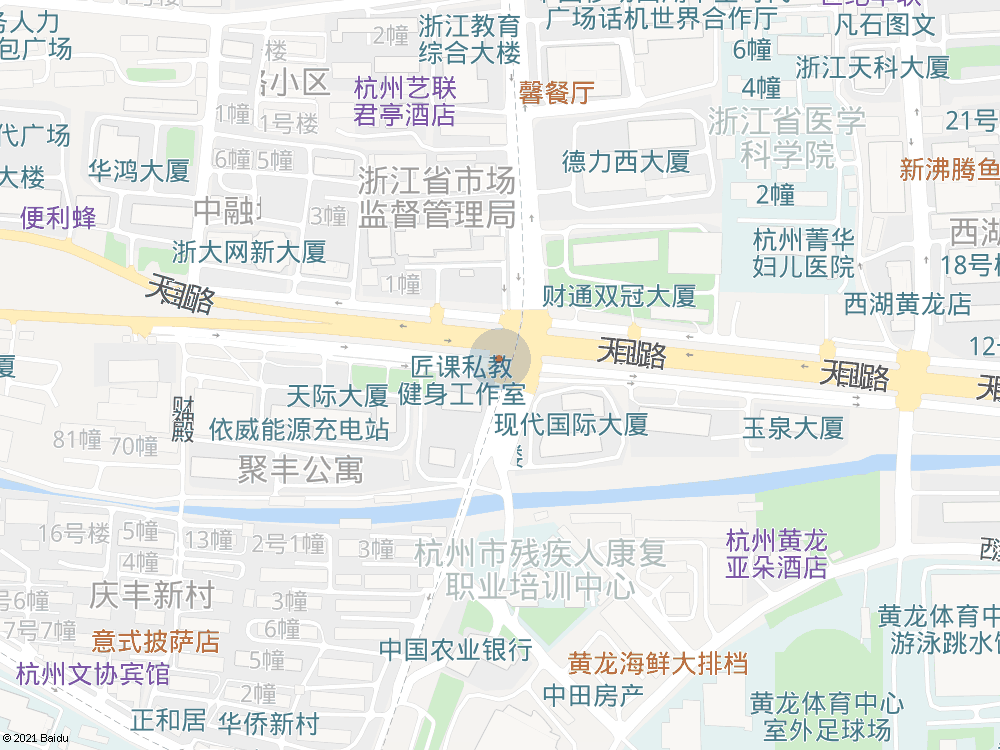 务人力
包广场
2幢
浙江教育
综合大楼
广场话机世界合作厅
凡石图文
6幢
浙江天科大厦
路小区
杭州艺联
君亭酒店
馨餐厅
4幢
1幢
1号楼
浙江省医学
科学院
21号
代广场
华鸿大厦
6幢
5幢
德力西大厦
新沸腾鱼
大楼
浙江省市场
监督管理局
2幢
便利蜂
中融
3幢
西湖
浙大网新大厦
杭州菁华
妇儿医院
18号楼
1幢
天目山路
财通双冠大厦
西湖黄龙店
天目山路
12
厦
匠课私教
健身工作室
天目山路
天
天际大厦
财神殿
依威能源充电站
现代国际大厦
玉泉大厦
81幢
70幢
楼
聚丰公寓
16号楼
5幢
13幢
2号1幢
3幢
杭州市残疾人康复
职业培训中心
杭州黄龙
亚朵酒店
西
4幢
庆丰新村
号6幢
3幢
黄龙体育中
游泳跳水馆
7号7幢
6幢
意式披萨店
中国农业银行
黄龙海鲜大排档
杭州文协宾馆
5幢
2幢
中田房产
黄龙体育中心
室外足球场
正和居
华侨新村
© 2021 Baidu